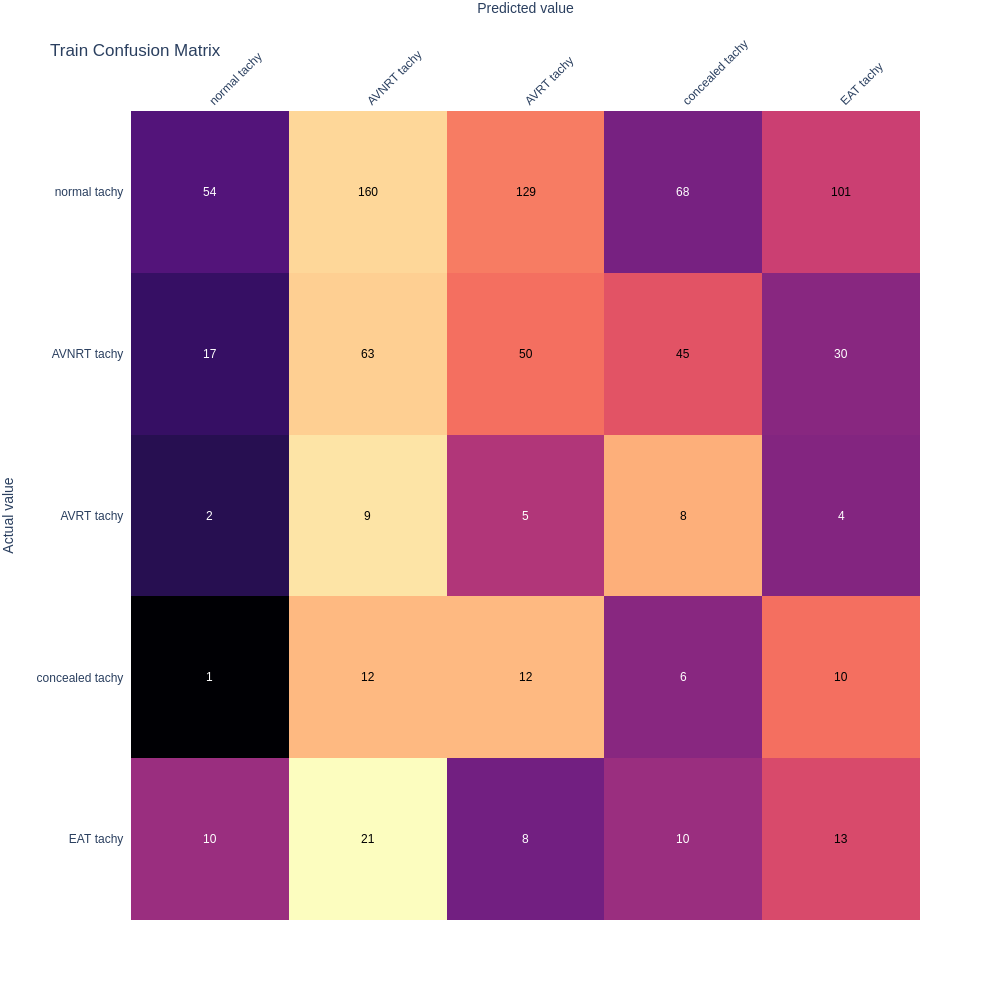 Predicted value
Train Confusion Matrix
normal tachy
AVNRT tachy
AVRT tachy
concealed tachy
EAT tachy
normal tachy 54 160 129 68 101
AVNRT tachy 17 63 50 45 30
AVRT tachy 2 9 5 8 4
concealed tachy 1 12 12 6 10
EAT tachy 10 21 8 10 13
Actual value